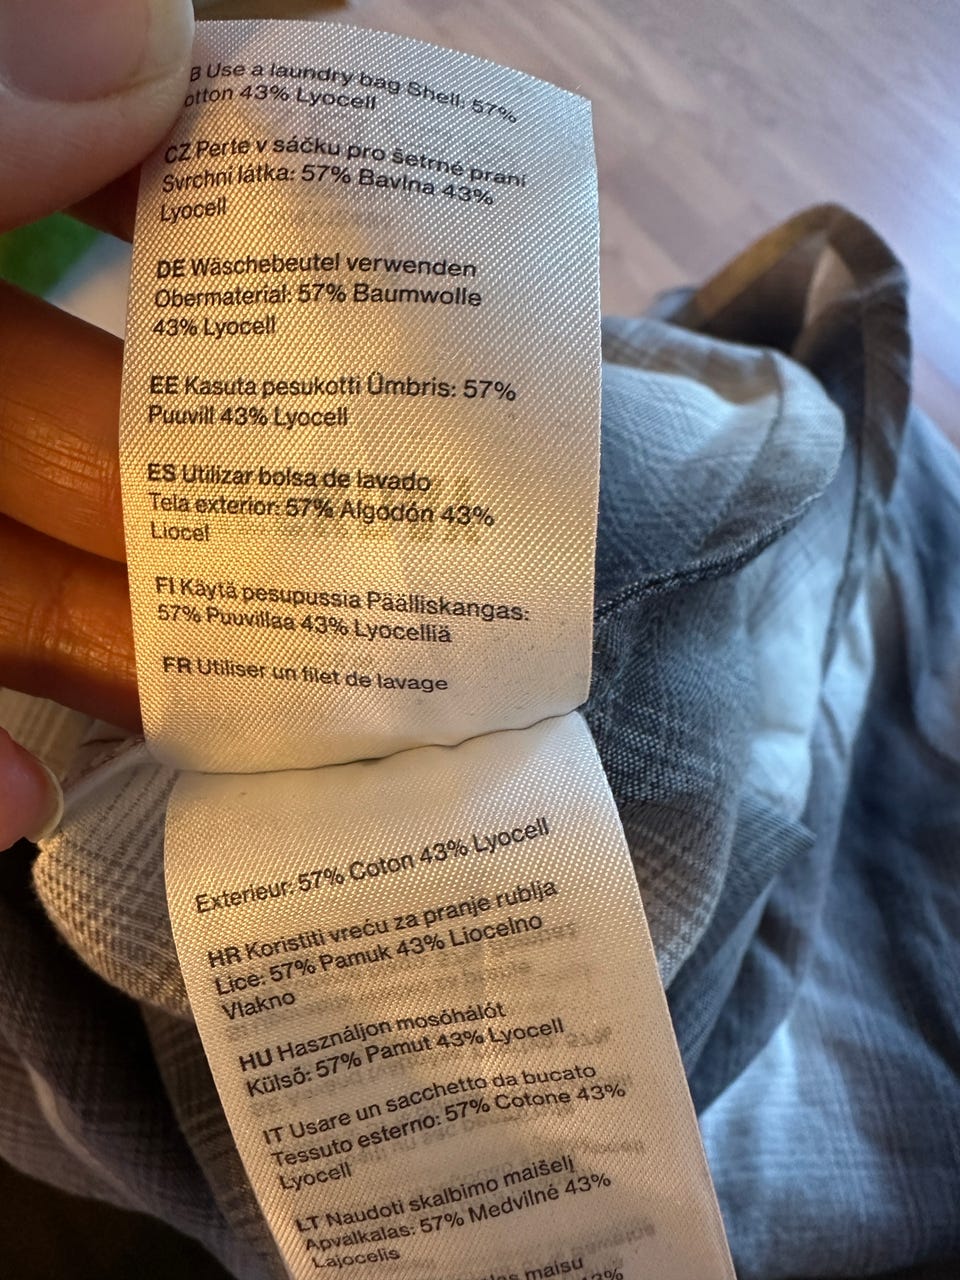 B Use a laundry bag Shell: 57%
otton 43% Lyocell
CZ Perte v sáčku pro šetrné praní
Svrchní látka: 57% Bavlna 43%
Lyocell
DE Wäschebeutel verwenden
Obermaterial: 57% Baumwolle
43% Lyocell
EE Kasuta pesukotti Ümbris: 57%
Puuvill 43% Lyocell
ES Utilizar bolsa de lavado
Tela exterior: 57% Algodón 43%
Liocel
FI Käytä pesupussia Päälliskangas:
57% Puuvillaa 43% Lyocelliä
FR Utiliser un filet de lavage
Exterieur: 57% Coton 43% Lyocell
HR Koristiti vreću za pranje rublja
Lice: 57% Pamuk 43% Liocelno
Vlakno
HU Használjon mosóhálót
Külső: 57% Pamut 43% Lyocell
IT Usare un sacchetto da bucato
Tessuto esterno: 57% Cotone 43%
Lyocell
LT Naudoti skalbimo maišelį
Apvalkalas: 57% Medvilnė 43%
Lajocelis
maisu